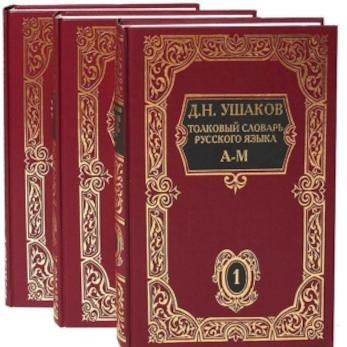 Д.Н. УШАКОВ
ТОЛКОВЫЙ СЛОВАРЬ
РУССКОГО ЯЗЫКА
А-М
1